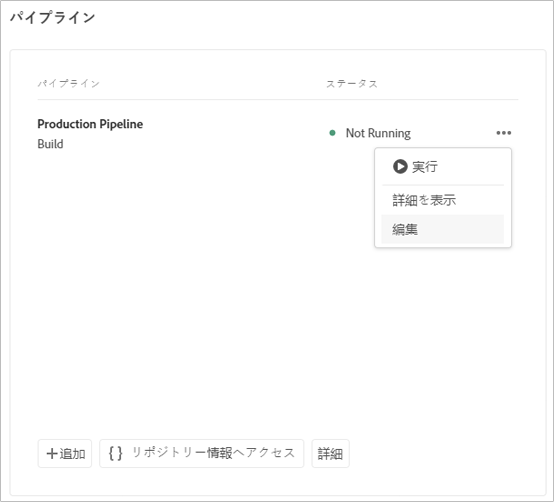 パイプライン
パイプライン ステータス
Production Pipeline
Build
Not Running
実行
詳細を表示
編集
追加 リポジトリー情報へアクセス 詳細